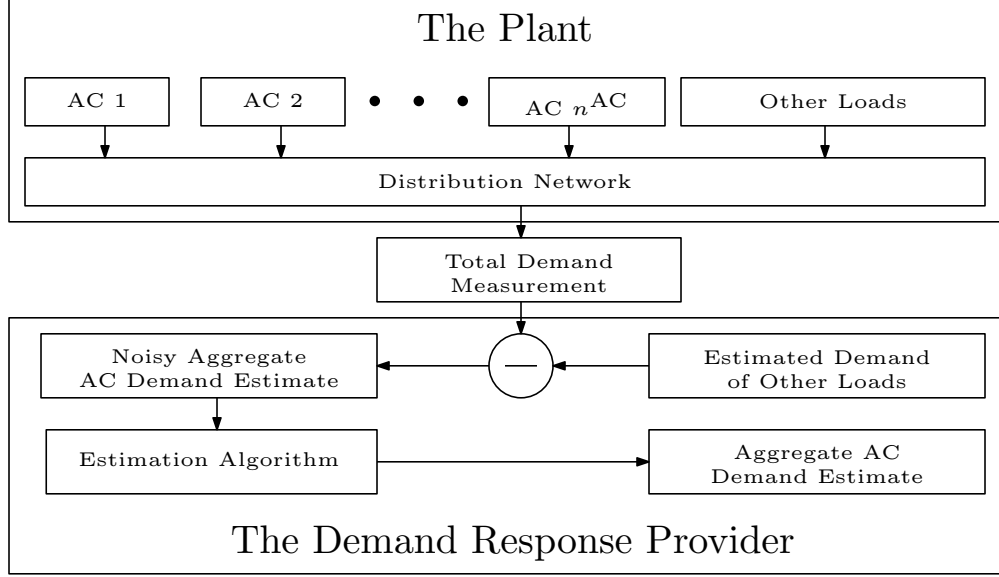 The Plant
AC 1
AC 2
AC n^AC
Other Loads
Distribution Network
Total Demand
Measurement
Noisy Aggregate
AC Demand Estimate
—
Estimated Demand
of Other Loads
Estimation Algorithm
Aggregate AC
Demand Estimate
The Demand Response Provider